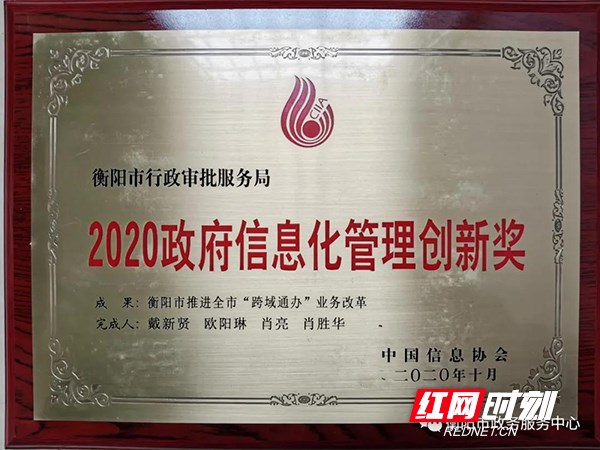 CIIA
衡阳市行政审批服务局
2020政府信息化管理创新奖
成 果：衡阳市推进全市“跨域通办”业务改革
完成人：戴新贤 欧阳琳 肖亮 肖胜华
中国信息协会
二〇二〇年十月
红网时刻
REDNET.CN
衡阳市政务服务中心